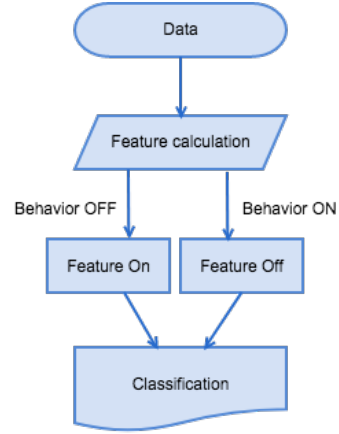 Data
Feature calculation
Behavior OFF
Behavior ON
Feature On
Feature Off
Classification